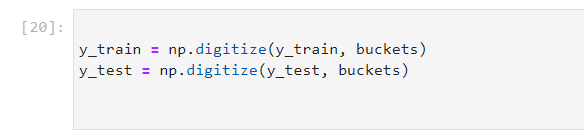 [20]:
y_train = np.digitize(y_train, buckets)
y_test = np.digitize(y_test, buckets)